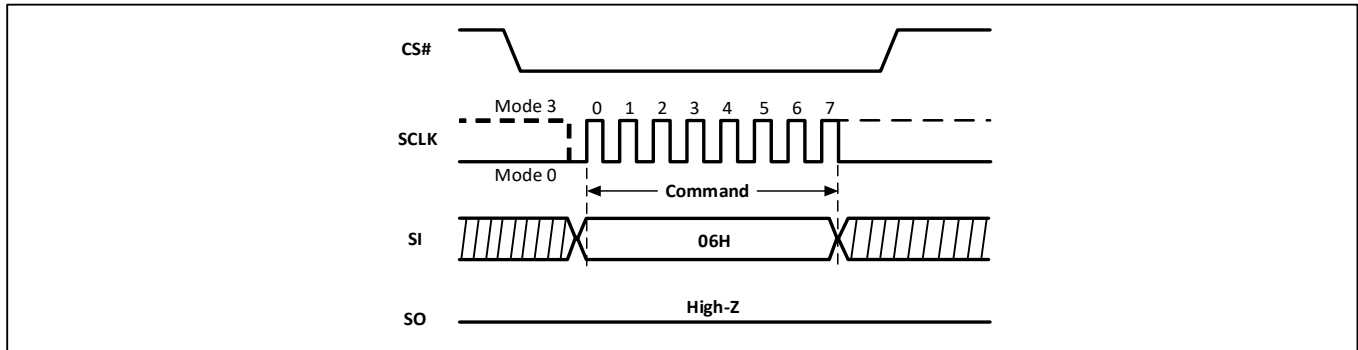 CS#
Mode 3
0 1 2 3 4 5 6 7
SCLK
Mode 0
Command
SI
06H
High-Z
SO